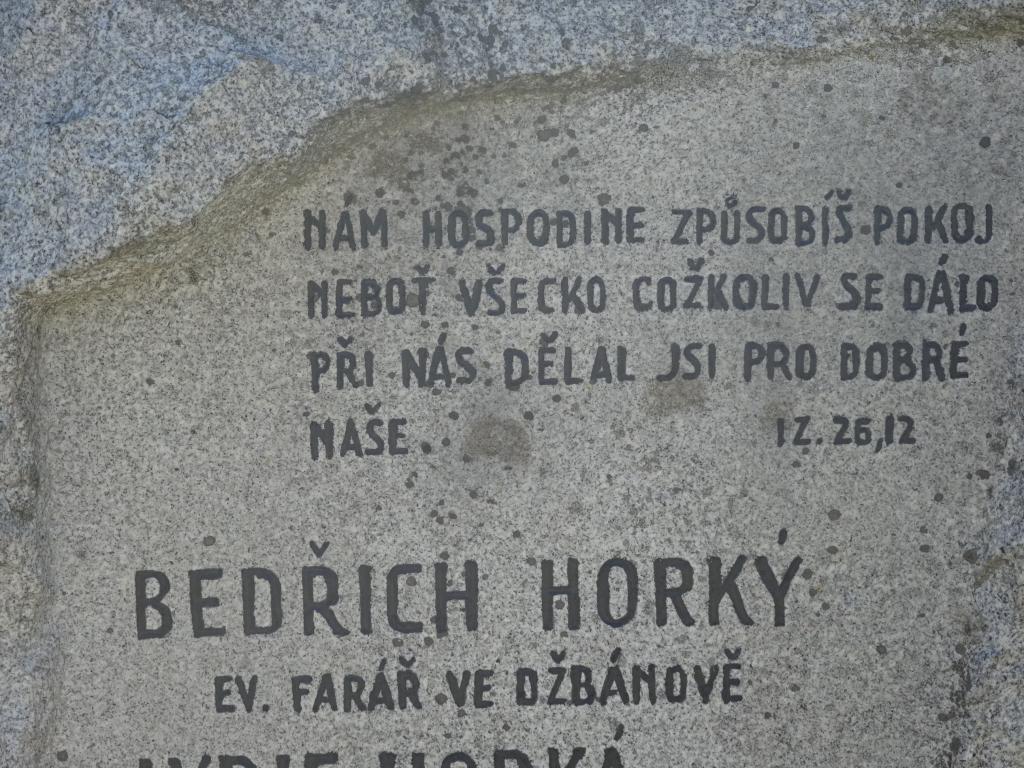 NÁM HOSPODINE ZPŮSOBÍŠ POKOJ
NEBOŤ VŠECKO COŽKOLIV SE DÁLO
PŘI NÁS DĚLAL JSI PRO DOBRÉ
NAŠE. IZ. 26,12
BEDŘICH HORKÝ
EV. FARÁŘ VE DŽBÁNOVĚ
HORKÁ